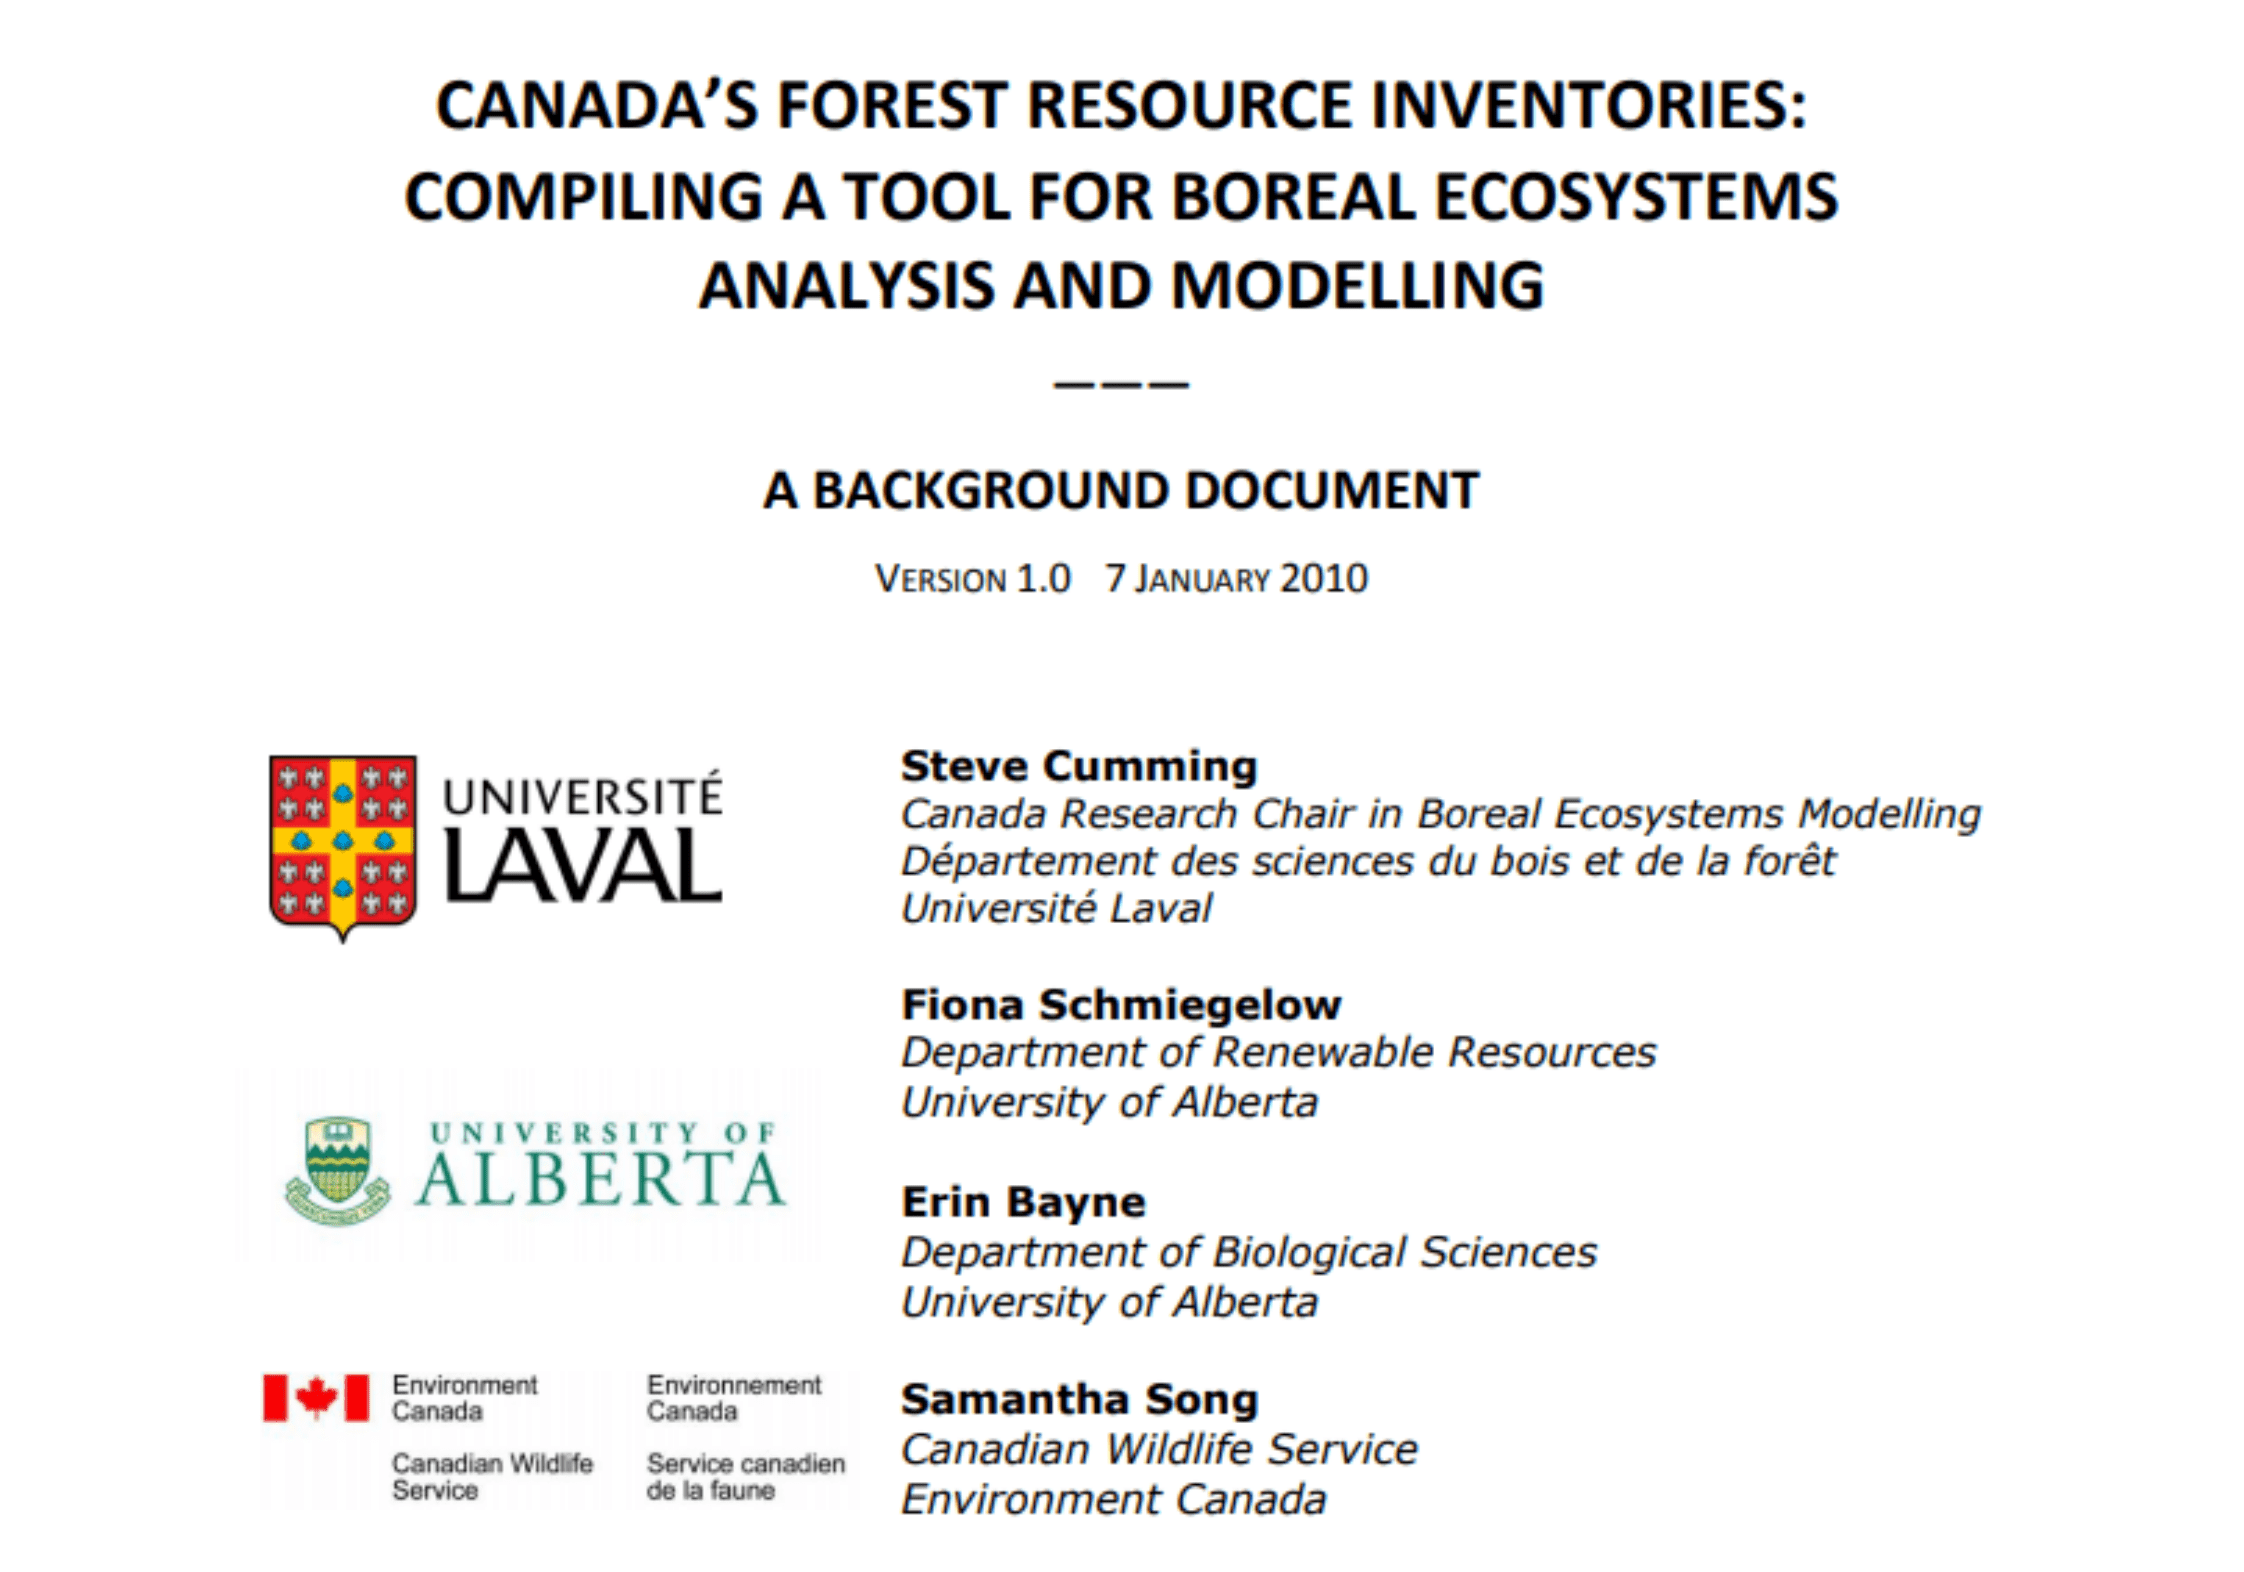 CANADA’S FOREST RESOURCE INVENTORIES:
COMPILING A TOOL FOR BOREAL ECOSYSTEMS
ANALYSIS AND MODELLING
———
A BACKGROUND DOCUMENT
VERSION 1.0 7 JANUARY 2010
UNIVERSITÉ
LAVAL
Steve Cumming
Canada Research Chair in Boreal Ecosystems Modelling
Département des sciences du bois et de la forêt
Université Laval
Fiona Schmiegelow
Department of Renewable Resources
University of Alberta
UNIVERSITY OF
ALBERTA
Erin Bayne
Department of Biological Sciences
University of Alberta
Environment
Canada
Canadian Wildlife
Service
Environnement
Canada
Service canadien
de la faune
Samantha Song
Canadian Wildlife Service
Environment Canada